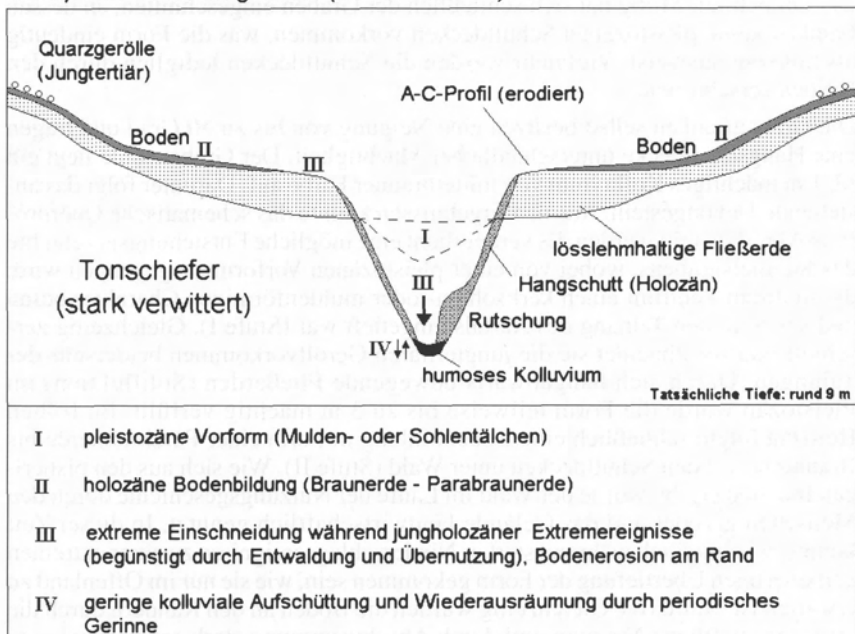 Quarzgerölle
(Jungtertiär)
A-C-Profil (erodiert)
Boden II
III
Boden
II
I
lösslehmhaltige Fließerde
Tonschiefer
(stark verwittert)
III
Hangschutt (Holozän)
Rutschung
IV
humoses Kolluvium
Tatsächliche Tiefe: rund 9 m
I pleistozäne Vorform (Mulden- oder Sohlentälchen)
II holozäne Bodenbildung (Braunerde - Parabraunerde)
III extreme Einschneidung während jungholozäner Extremereignisse
(begünstigt durch Entwaldung und Übernutzung), Bodenerosion am Rand
IV geringe kolluviale Aufschüttung und Wiederausräumung durch periodisches
Gerinne